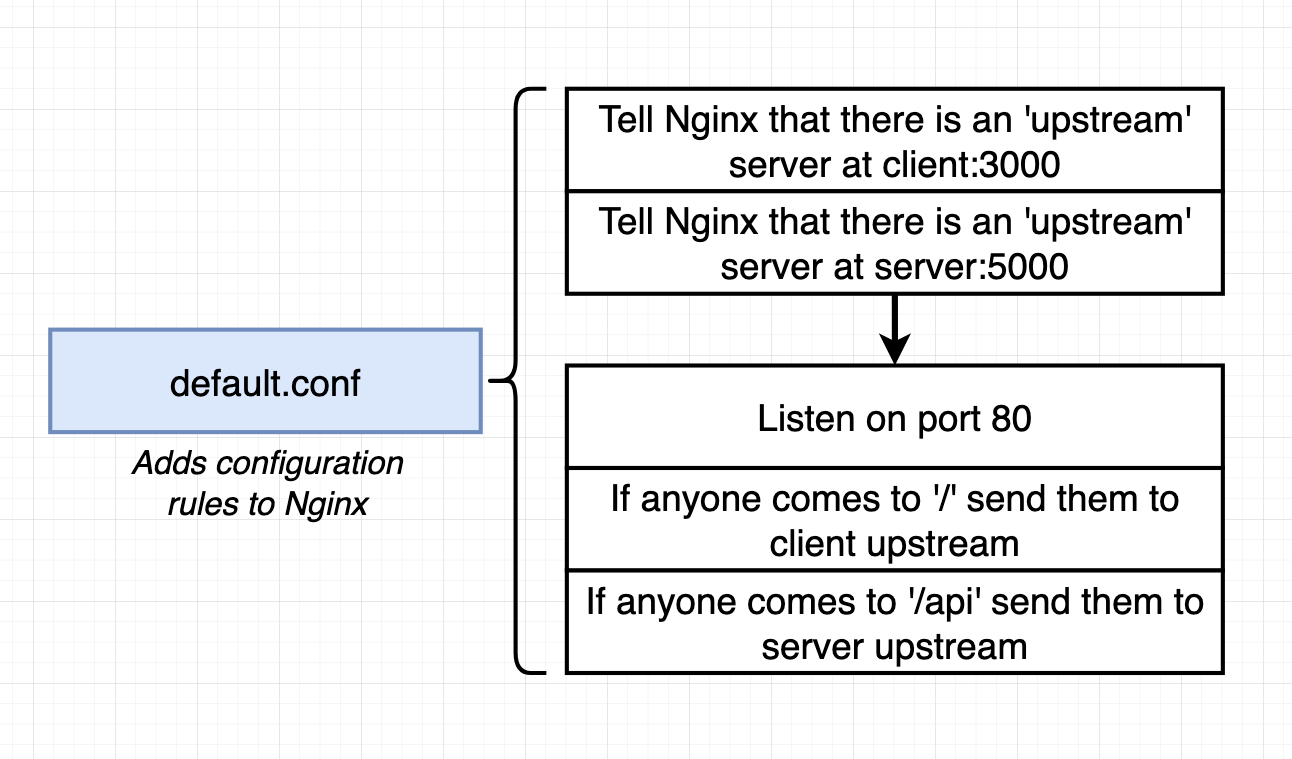 Tell Nginx that there is an 'upstream'
server at client:3000
Tell Nginx that there is an 'upstream'
server at server:5000
default.conf
Adds configuration
rules to Nginx
Listen on port 80
If anyone comes to '/' send them to
client upstream
If anyone comes to '/api' send them to
server upstream